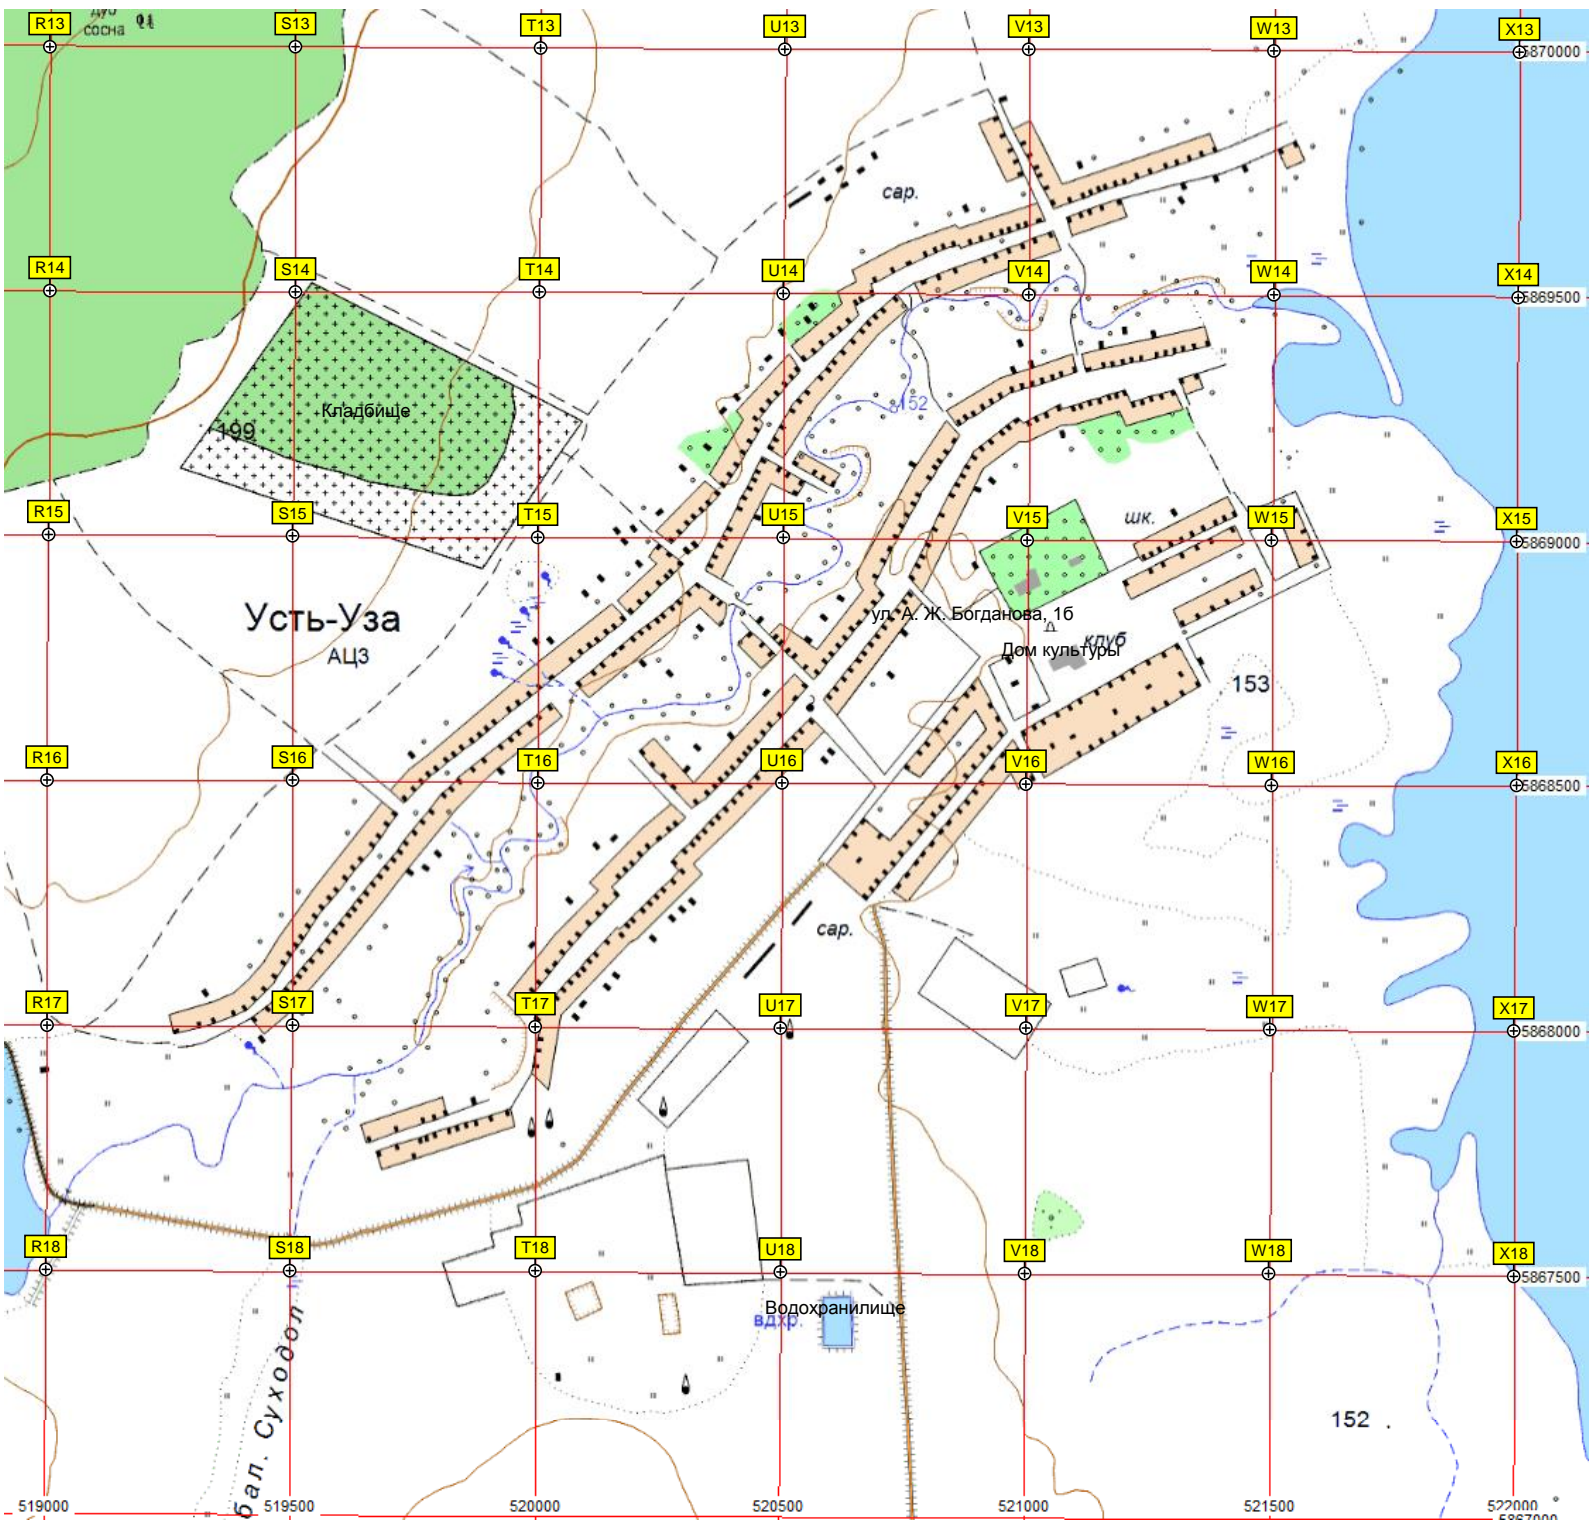 дуб
сосна
R13 S13 T13 U13 V13 W13 X13
5870000
сар.
R14 S14 T14 U14 V14 W14 X14
5869500
Кладбище
199
152
R15 S15 T15 U15 V15 W15 X15
шк.
5869000
Усть-Уза
АЦЗ
ул. А. Ж. Богданова, 1б
клуб
Дом культуры
153
R16 S16 T16 U16 V16 W16 X16
5868500
сар.
R17 S17 T17 U17 V17 W17 X17
5868000
R18 S18 T18 U18 V18 W18 X18
5867500
Водохранилище
вдхр.
бал. Суходол
152
519000 519500 520000 520500 521000 521500 522000
5867000